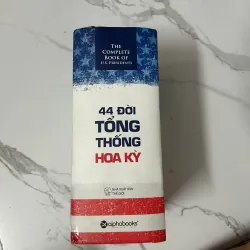 THE
COMPLETE
BOOK OF
U.S. PRESIDENTS
44 ĐỜI
TỔNG
THỐNG
HOA KỲ
alphabooks